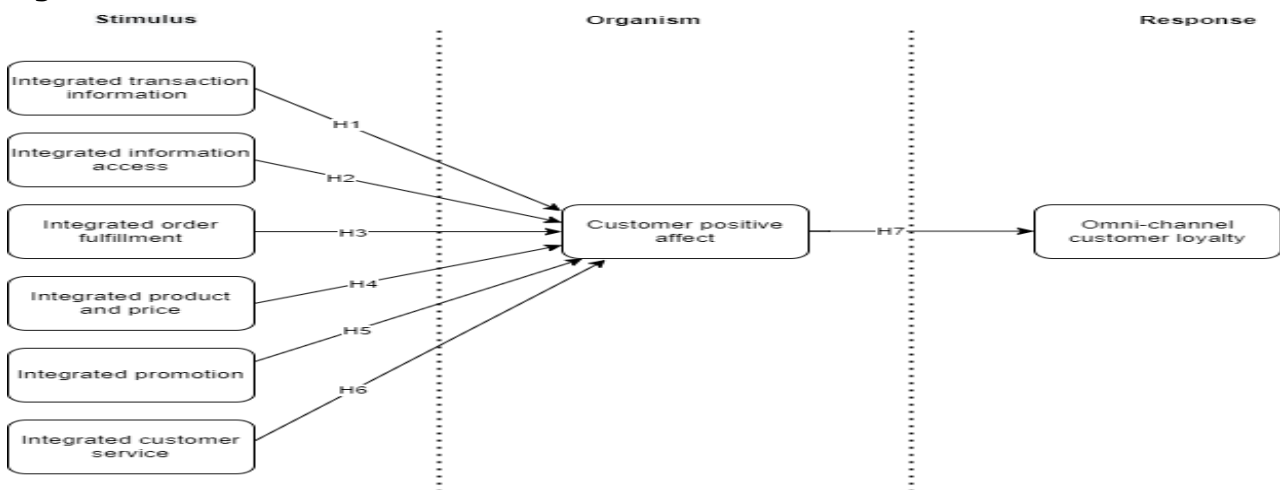 Stimulus
Organism
Response
Integrated transaction
information
H1
Integrated information
access
H2
Integrated order
fulfillment
H3
Customer positive
affect
H7
Omni-channel
customer loyalty
Integrated product
and price
H4
Integrated promotion
H5
Integrated customer
service
H6